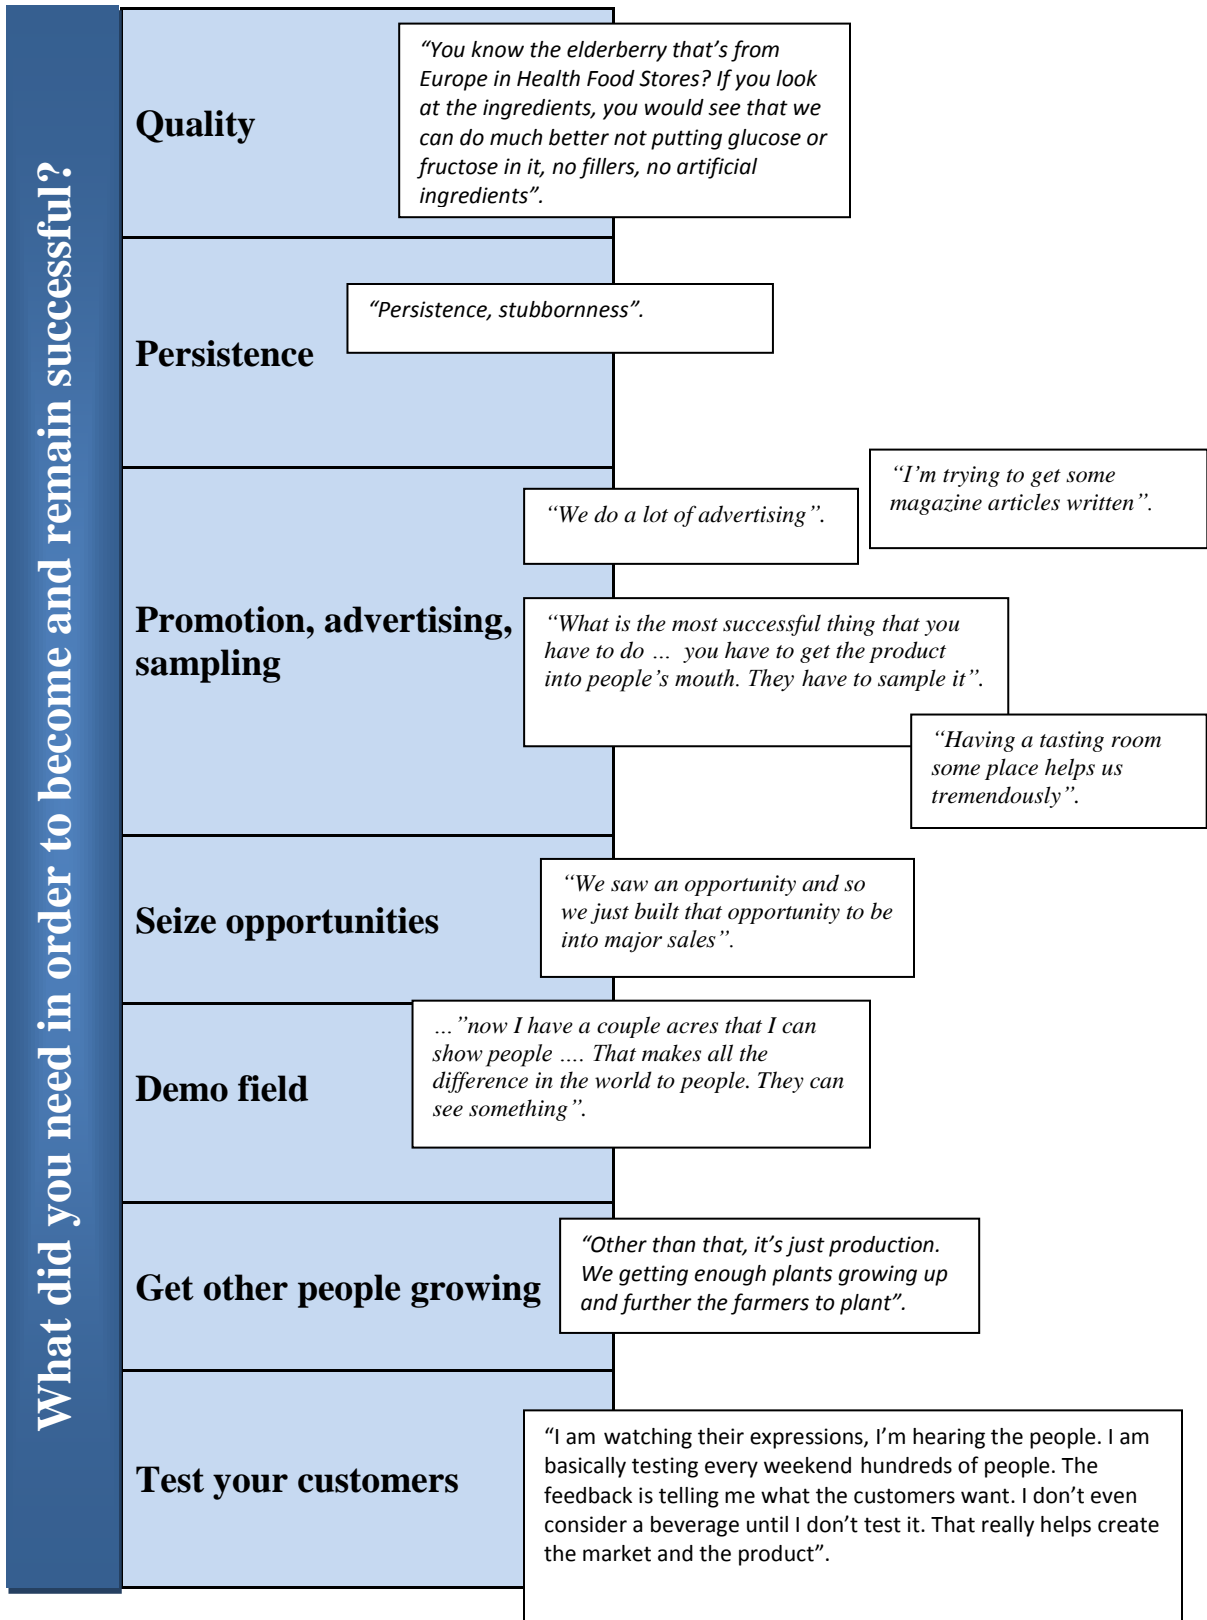 What did you need in order to become and remain successful?
Quality
“You know the elderberry that’s from
Europe in Health Food Stores? If you look
at the ingredients, you would see that we
can do much better not putting glucose or
fructose in it, no fillers, no artificial
ingredients”.
Persistence
“Persistence, stubbornness”.
Promotion, advertising,
sampling
“We do a lot of advertising”.
“I’m trying to get some
magazine articles written”.
“What is the most successful thing that you
have to do … you have to get the product
into people’s mouth. They have to sample it”.
“Having a tasting room
some place helps us
tremendously”.
Seize opportunities
“We saw an opportunity and so
we just built that opportunity to be
into major sales”.
Demo field
…”now I have a couple acres that I can
show people …. That makes all the
difference in the world to people. They can
see something”.
Get other people growing
“Other than that, it’s just production.
We getting enough plants growing up
and further the farmers to plant”.
Test your customers
“I am watching their expressions, I’m hearing the people. I am
basically testing every weekend hundreds of people. The
feedback is telling me what the customers want. I don’t even
consider a beverage until I don’t test it. That really helps create
the market and the product”.